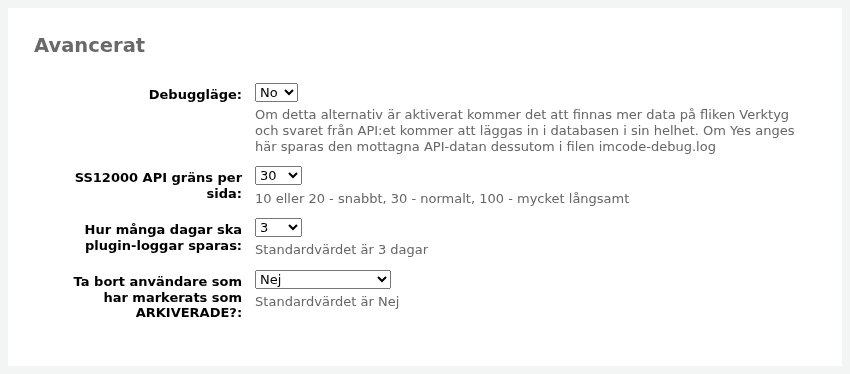 Avancerat
Debuggläge:
No
Om detta alternativ är aktiverat kommer det att finnas mer data på fliken Verktyg
och svaret från API:et kommer att läggas in i databasen i sin helhet. Om Yes anges
här sparas den mottagna API-datan dessutom i filen imcode-debug.log
SS12000 API gräns per
sida:
30
10 eller 20 - snabbt, 30 - normalt, 100 - mycket långsamt
Hur många dagar ska
plugin-loggar sparas:
3
Standardvärdet är 3 dagar
Ta bort användare som
har markerats som
ARKIVERADE?:
Nej
Standardvärdet är Nej